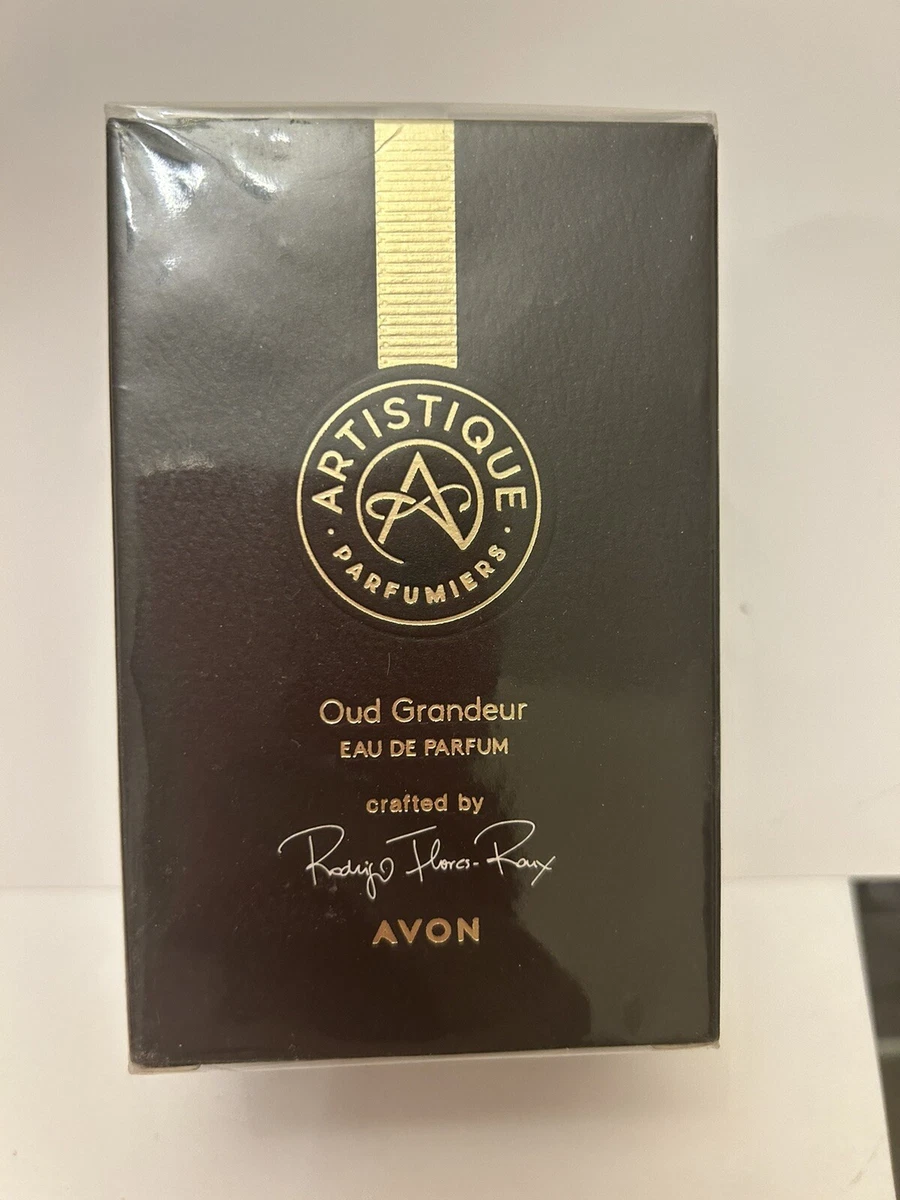 ARTISTIQUE
· PARFUMIERS ·
Oud Grandeur
EAU DE PARFUM
crafted by
Rodrigo Flores-Roux
AVON